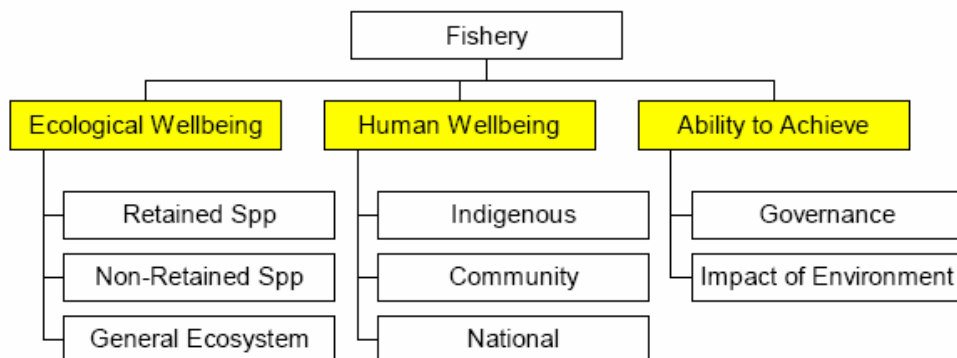 Fishery
Ecological Wellbeing
Human Wellbeing
Ability to Achieve
Retained Spp
Indigenous
Governance
Non-Retained Spp
Community
Impact of Environment
General Ecosystem
National